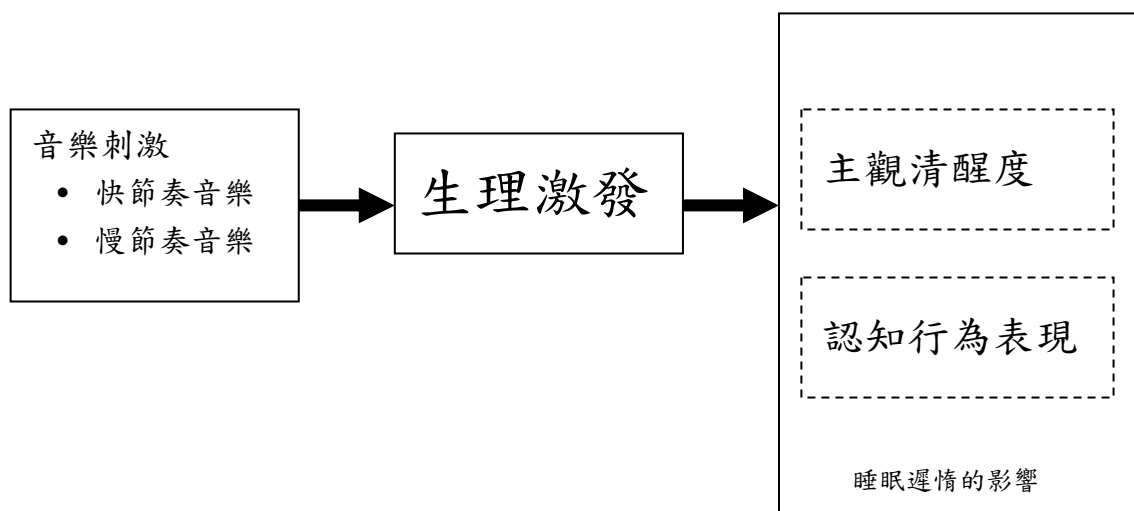 音樂刺激
• 快節奏音樂
• 慢節奏音樂
生理激發
主觀清醒度
認知行為表現
睡眠遲惰的影響